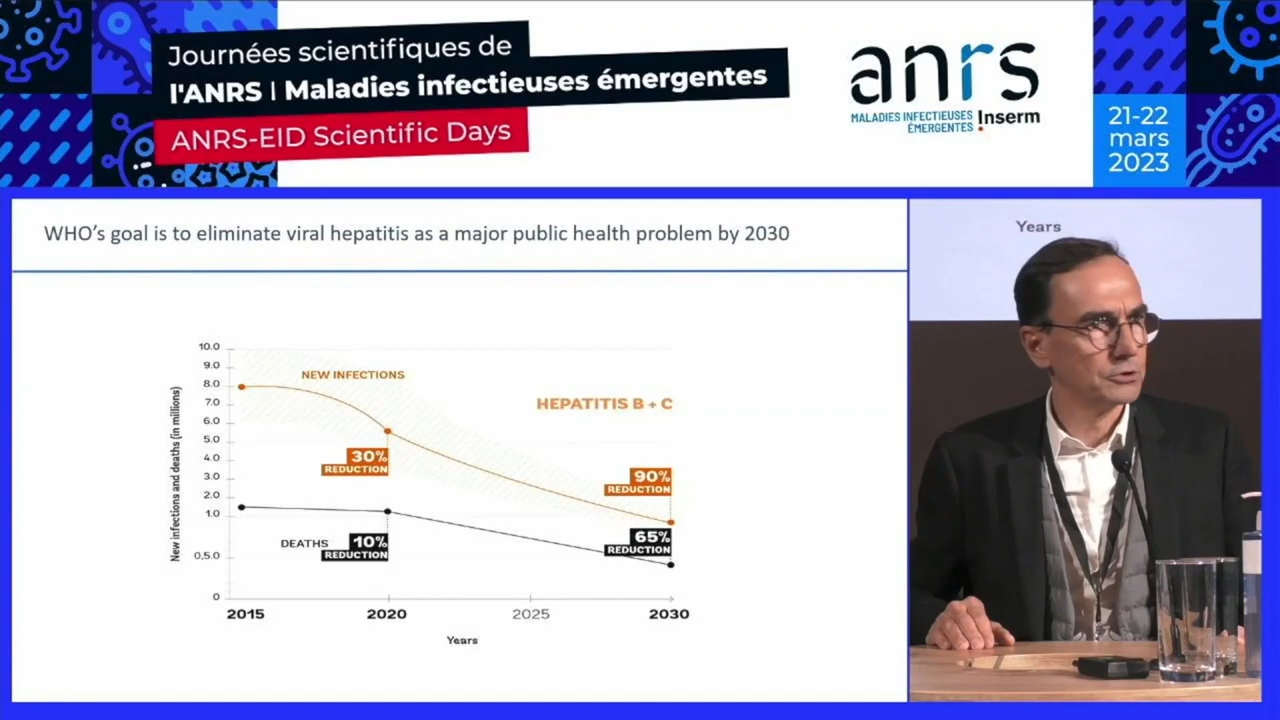 Journées scientifiques de
l'ANRS | Maladies infectieuses émergentes
ANRS-EID Scientific Days
anrs
MALADIES INFECTIEUSES
ÉMERGENTES
Inserm
21-22
mars
2023
WHO's goal is to eliminate viral hepatitis as a major public health problem by 2030
Years
New infections and deaths (in millions)
10.0
9.0
8.0
7.0
6.0
5.0
4.0
3.0
2.0
1.0
0,5.0
0
NEW INFECTIONS
HEPATITIS B + C
30%
REDUCTION
90%
REDUCTION
DEATHS
10%
REDUCTION
65%
REDUCTION
2015
2020
2025
2030
Years